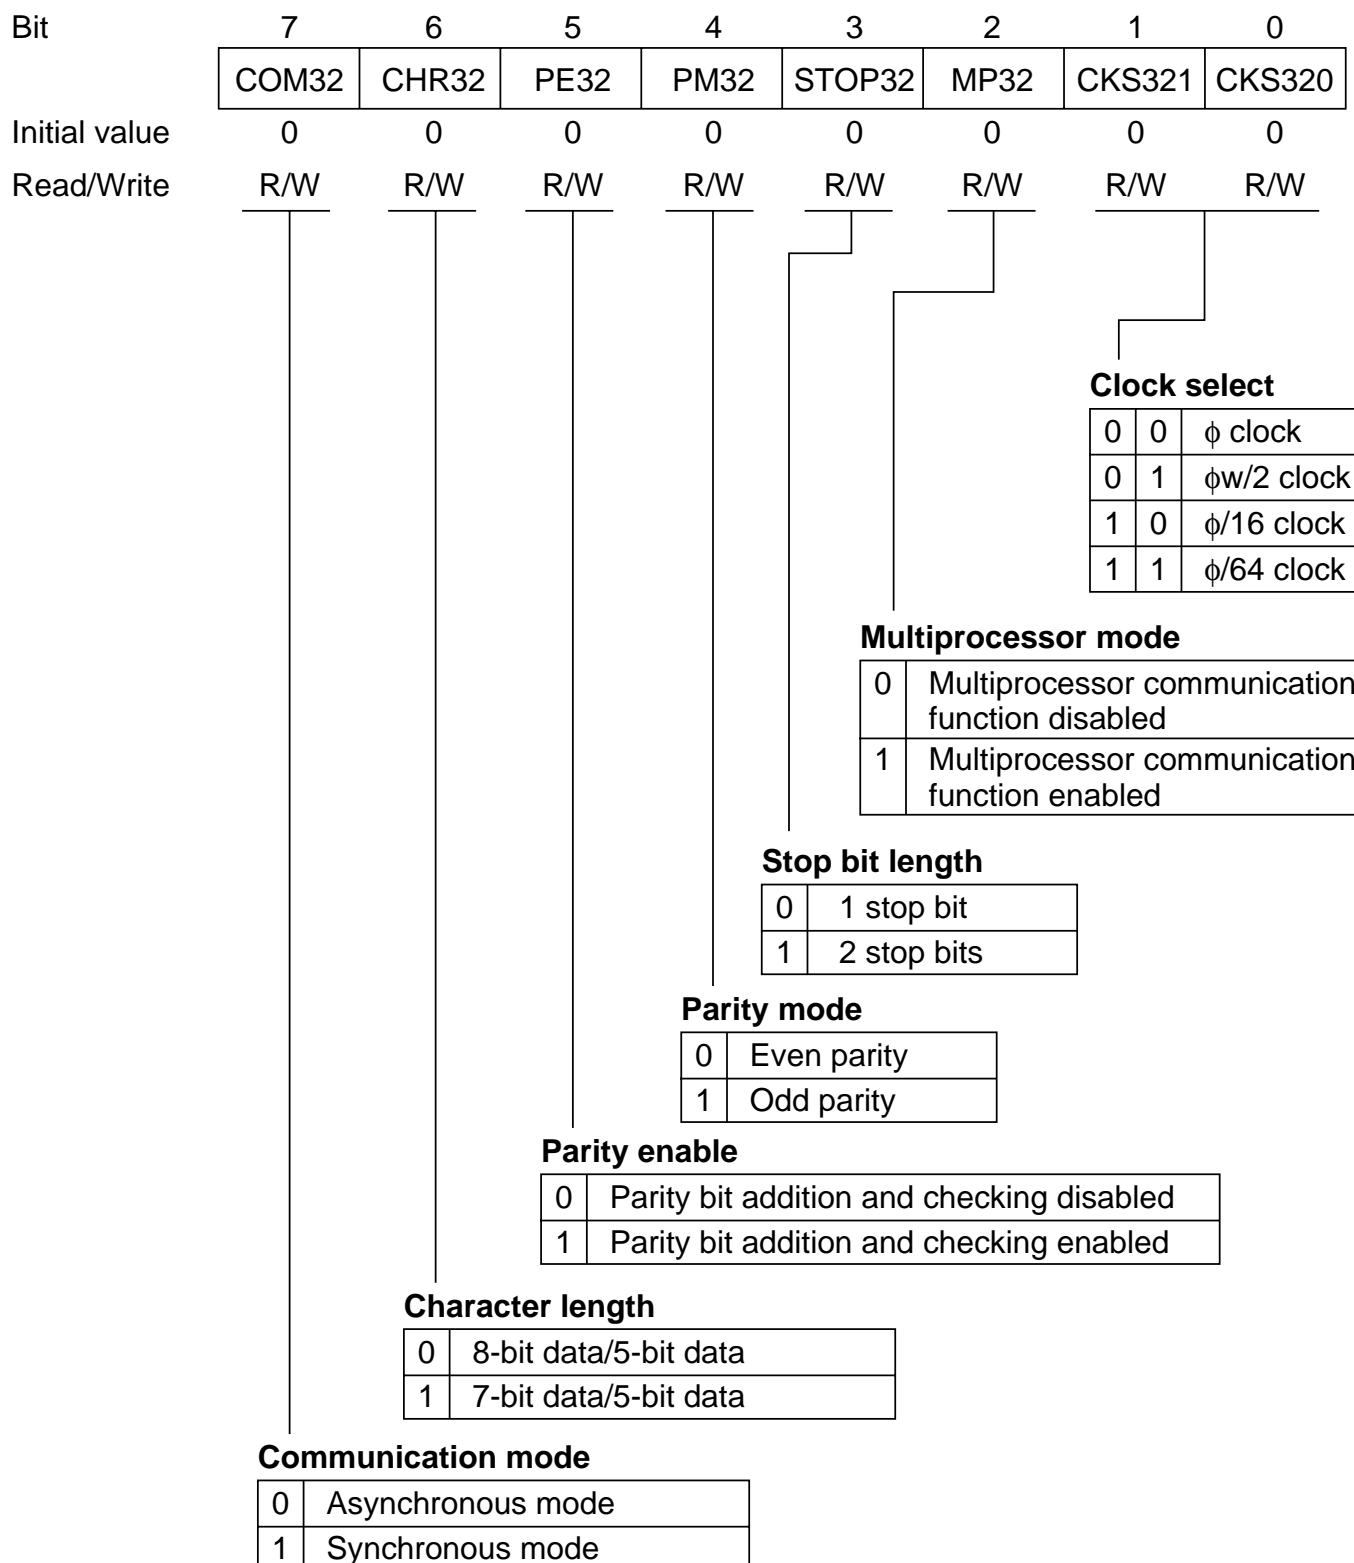 Bit 7 6 5 4 3 2 1 0
COM32 CHR32 PE32 PM32 STOP32 MP32 CKS321 CKS320
Initial value 0 0 0 0 0 0 0 0
Read/Write R/W R/W R/W R/W R/W R/W R/W R/W
Clock select
0 0 ϕ clock
0 1 ϕw/2 clock
1 0 ϕ/16 clock
1 1 ϕ/64 clock
Multiprocessor mode
0 Multiprocessor communication
function disabled
1 Multiprocessor communication
function enabled
Stop bit length
0 1 stop bit
1 2 stop bits
Parity mode
0 Even parity
1 Odd parity
Parity enable
0 Parity bit addition and checking disabled
1 Parity bit addition and checking enabled
Character length
0 8-bit data/5-bit data
1 7-bit data/5-bit data
Communication mode
0 Asynchronous mode
1 Synchronous mode